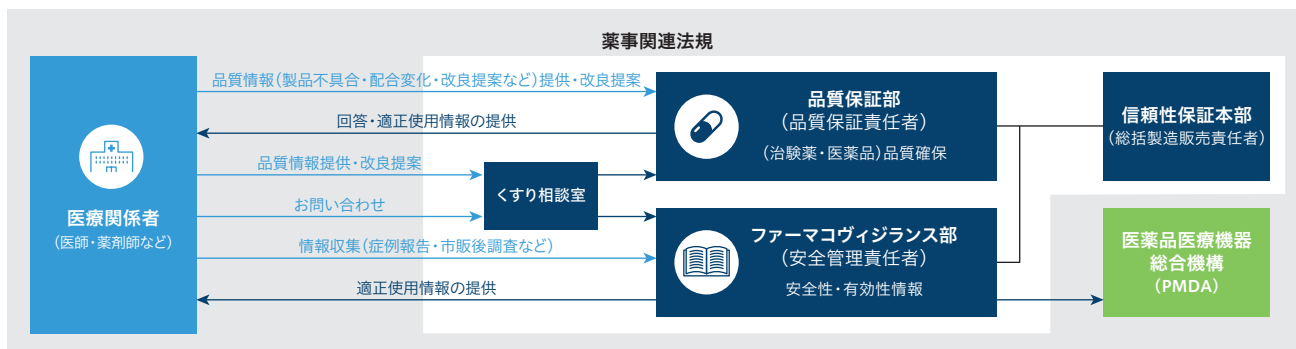 薬事関連法規
医療関係者
（医師・薬剤師など）
品質情報（製品不具合・配合変化・改良提案など）提供・改良提案
回答・適正使用情報の提供
品質情報提供・改良提案
お問い合わせ
情報収集（症例報告・市販後調査など）
適正使用情報の提供
くすり相談室
品質保証部
（品質保証責任者）
（治験薬・医薬品）品質確保
ファーマコヴィジランス部
（安全管理責任者）
安全性・有効性情報
信頼性保証本部
（総括製造販売責任者）
医薬品医療機器
総合機構
（PMDA）